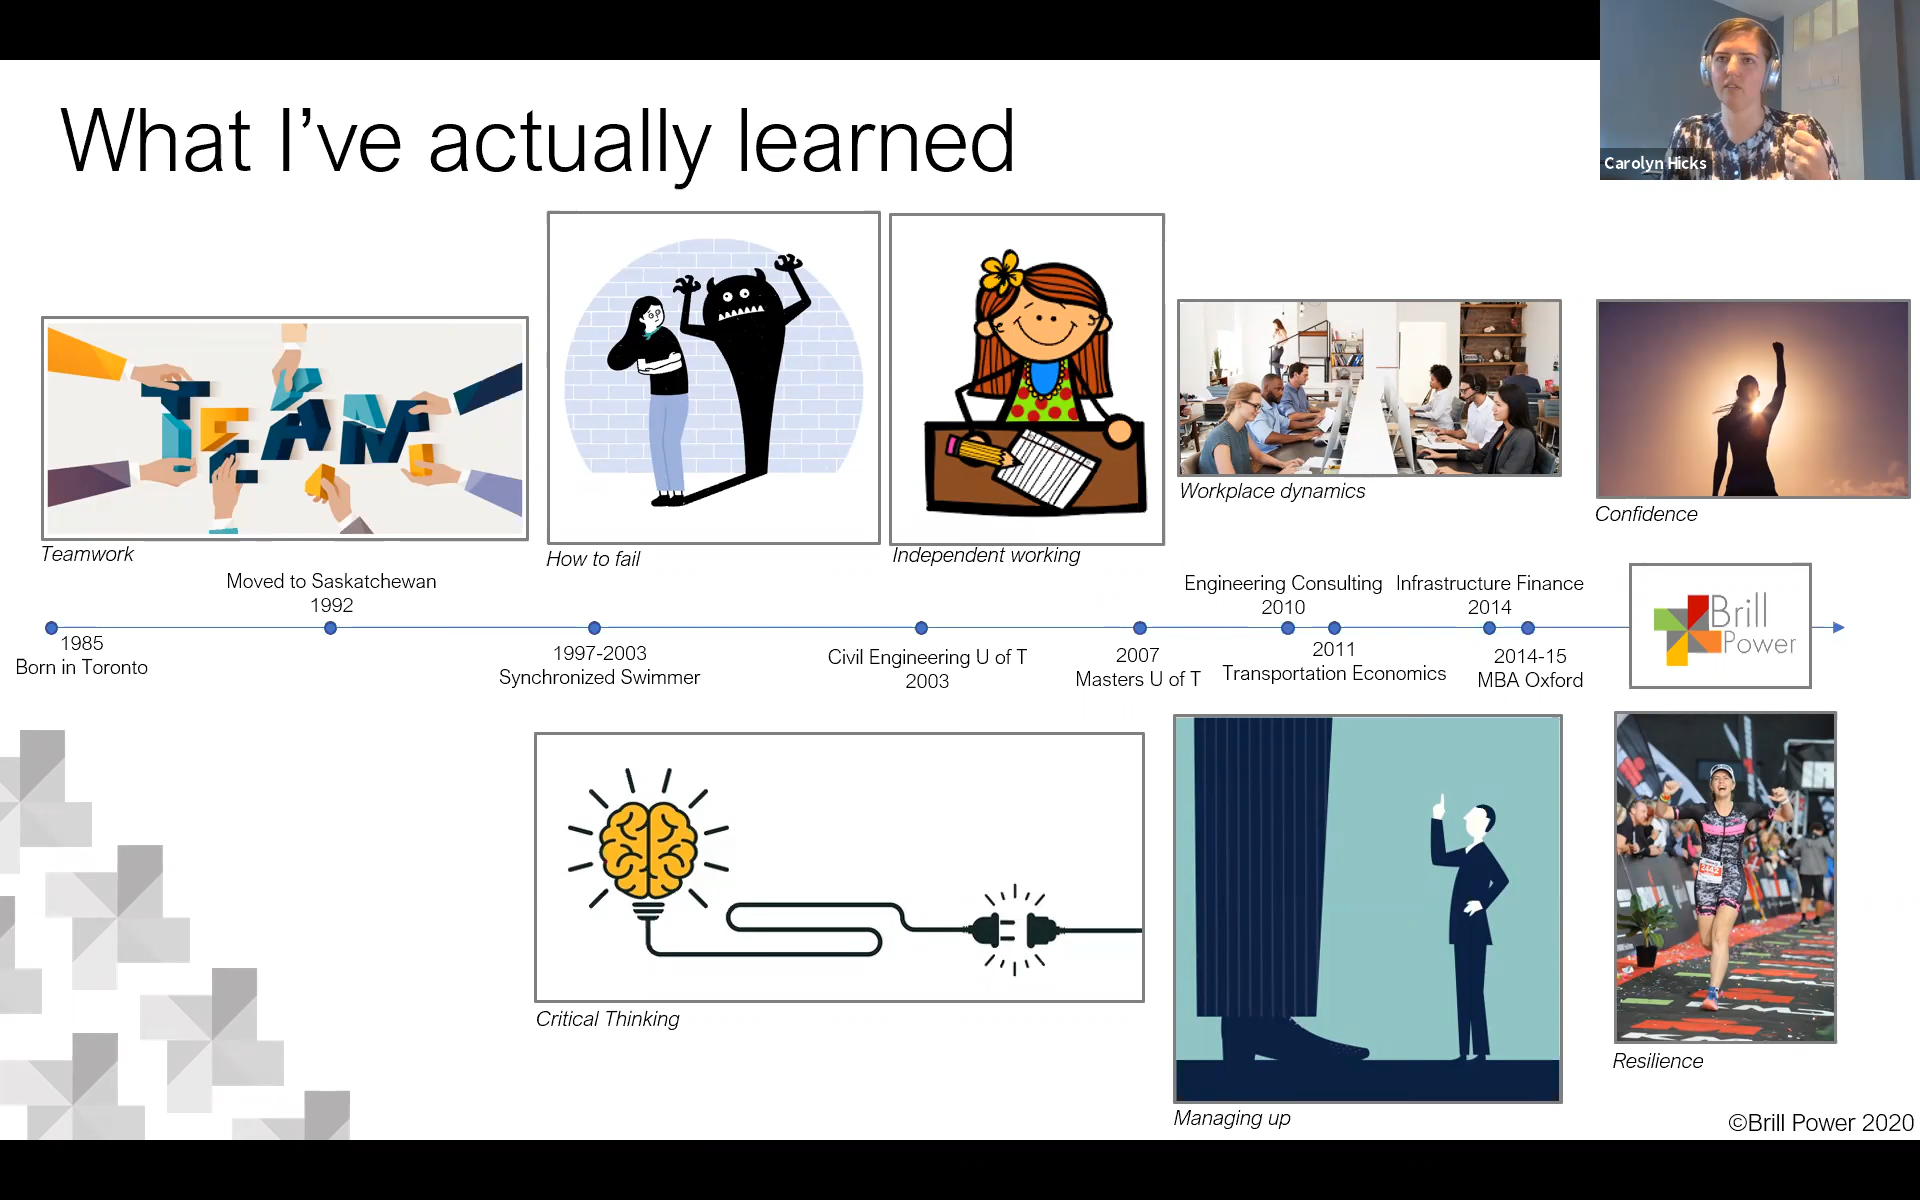 What I've actually learned
Carolyn Hicks
TEAM
Teamwork
How to fail
Independent working
Workplace dynamics
Confidence
Moved to Saskatchewan
1992
Engineering Consulting
2010
Infrastructure Finance
2014
1985
Born in Toronto
1997-2003
Synchronized Swimmer
Civil Engineering U of T
2003
2007
Masters U of T
2011
Transportation Economics
2014-15
MBA Oxford
Brill
Power
Critical Thinking
Managing up
Resilience
©Brill Power 2020